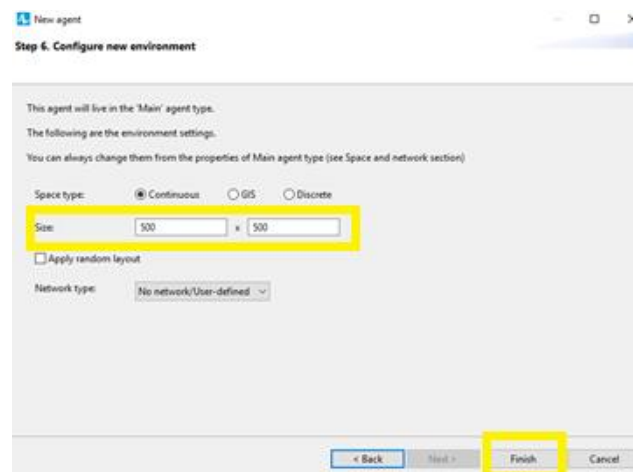 New agent
Step 6. Configure new environment
This agent will live in the 'Main' agent type.
The following are the environment settings.
You can always change them from the properties of Main agent type (see Space and network section)
Space type: Continuous GIS Discrete
Size: 500 x 500
Apply random layout
Network type: No network/User-defined
< Back Next > Finish Cancel